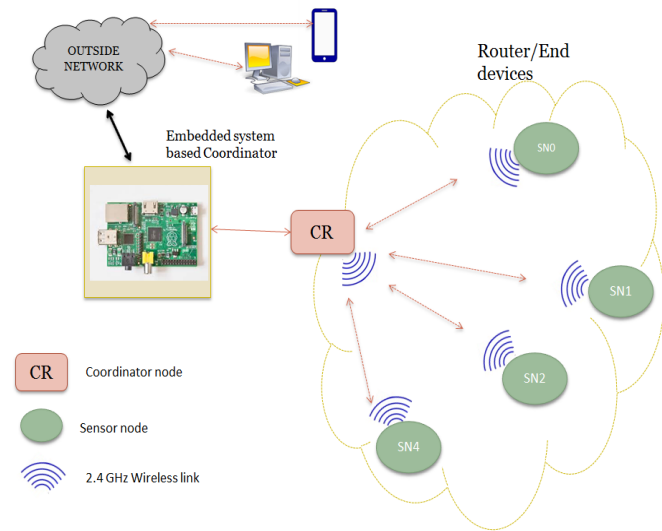 OUTSIDE
NETWORK
Router/End
devices
Embedded system
based Coordinator
SN0
CR
SN1
SN2
SN4
CR
Coordinator node
Sensor node
2.4 GHz Wireless link